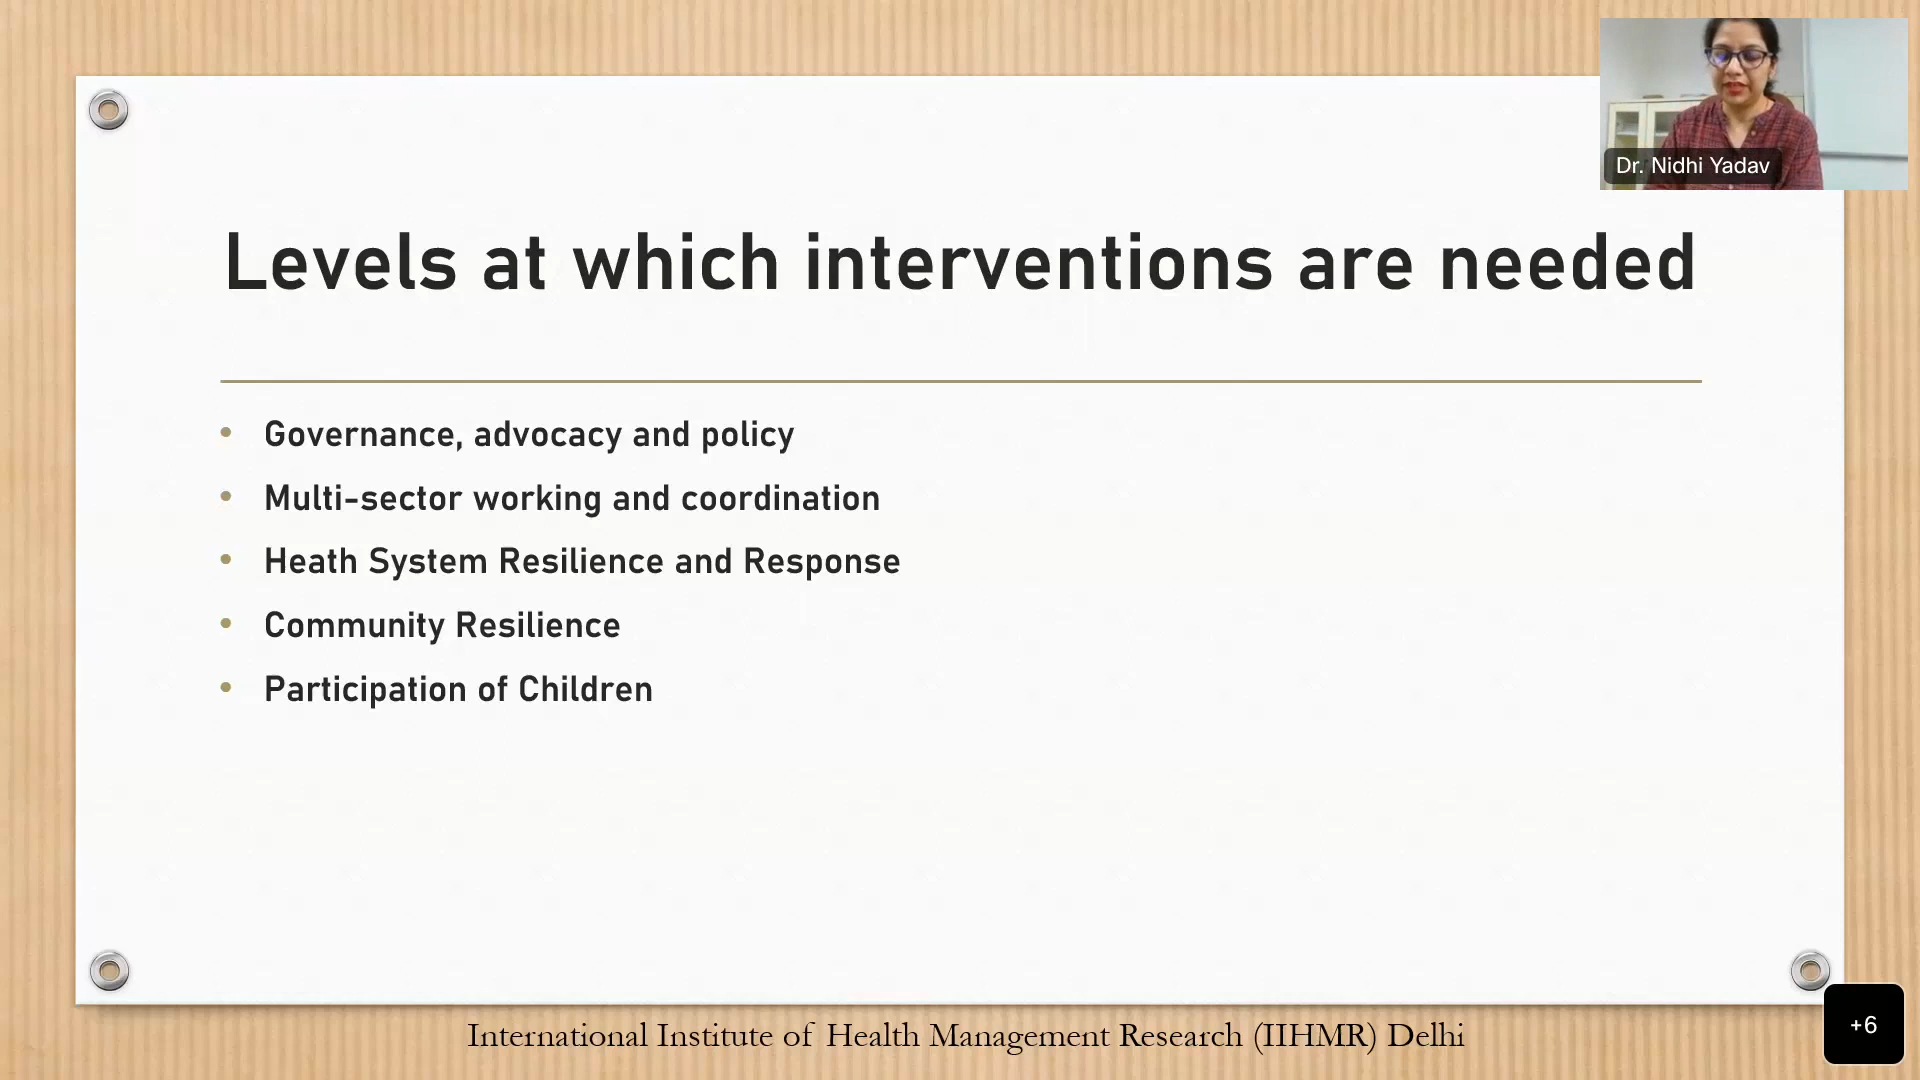 Dr. Nidhi Yadav
Levels at which interventions are needed
• Governance, advocacy and policy
• Multi-sector working and coordination
• Heath System Resilience and Response
• Community Resilience
• Participation of Children
International Institute of Health Management Research (IIHMR) Delhi
+6